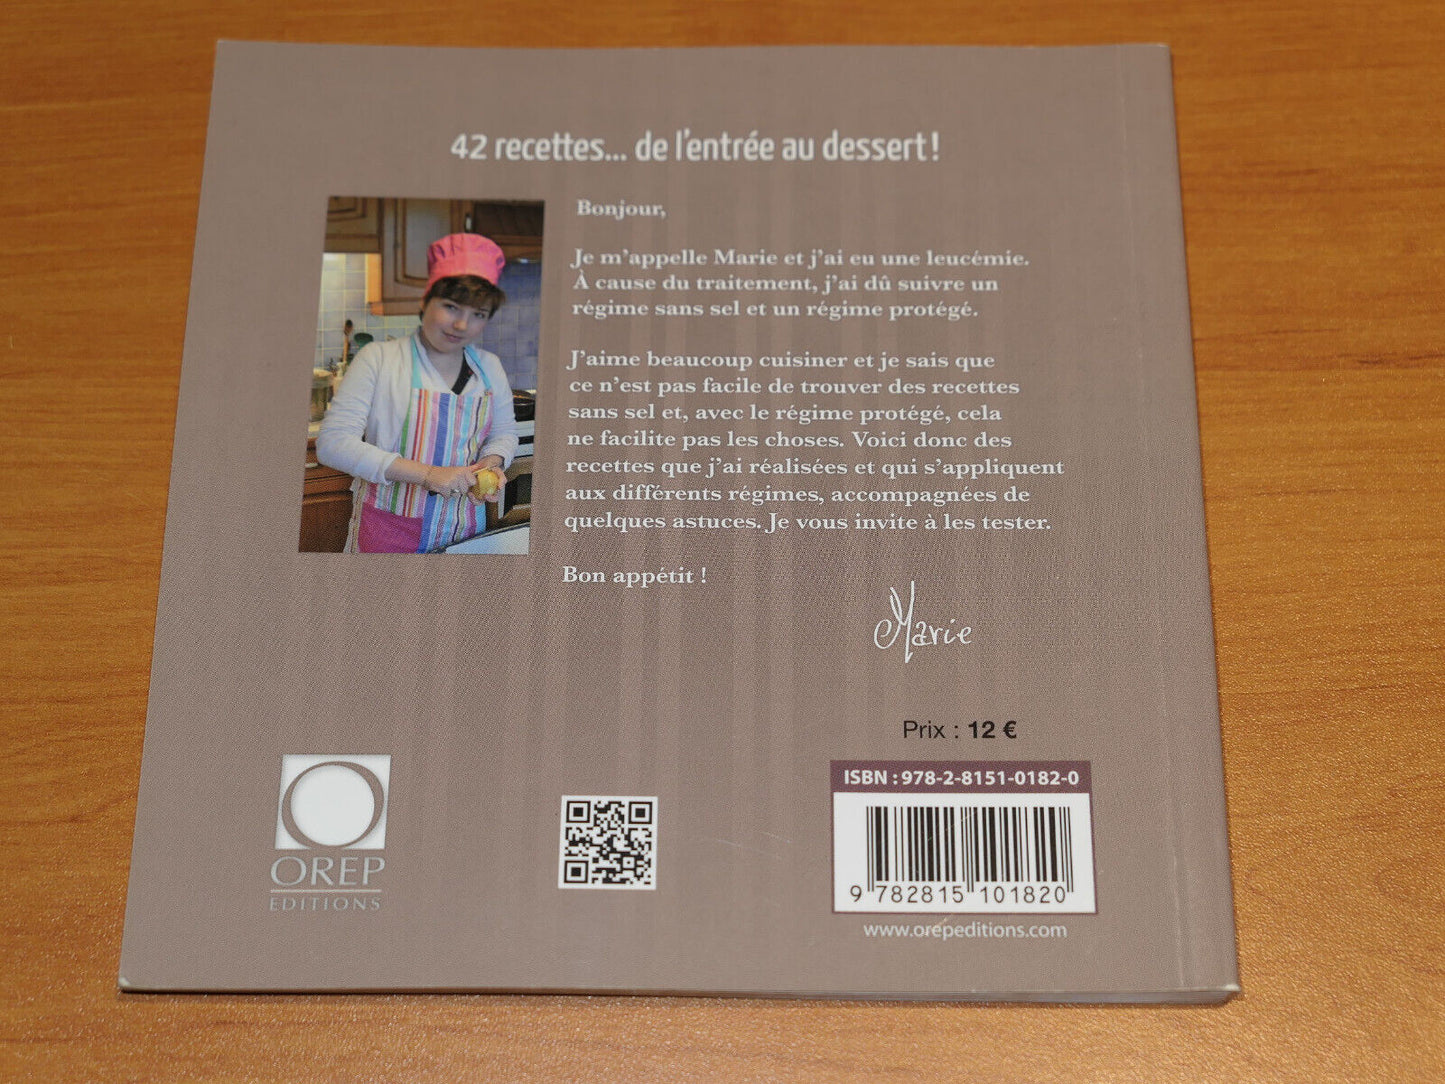 42 recettes... de l'entrée au dessert !
Bonjour,
Je m'appelle Marie et j'ai eu une leucémie.
À cause du traitement, j'ai dû suivre un
régime sans sel et un régime protégé.
J'aime beaucoup cuisiner et je sais que
ce n'est pas facile de trouver des recettes
sans sel et, avec le régime protégé, cela
ne facilite pas les choses. Voici donc des
recettes que j'ai réalisées et qui s'appliquent
aux différents régimes, accompagnées de
quelques astuces. Je vous invite à les tester.
Bon appétit !
Marie
Prix : 12 €
ISBN : 978-2-8151-0182-0
9 782815 101820
www.orepeditions.com
OREP
EDITIONS